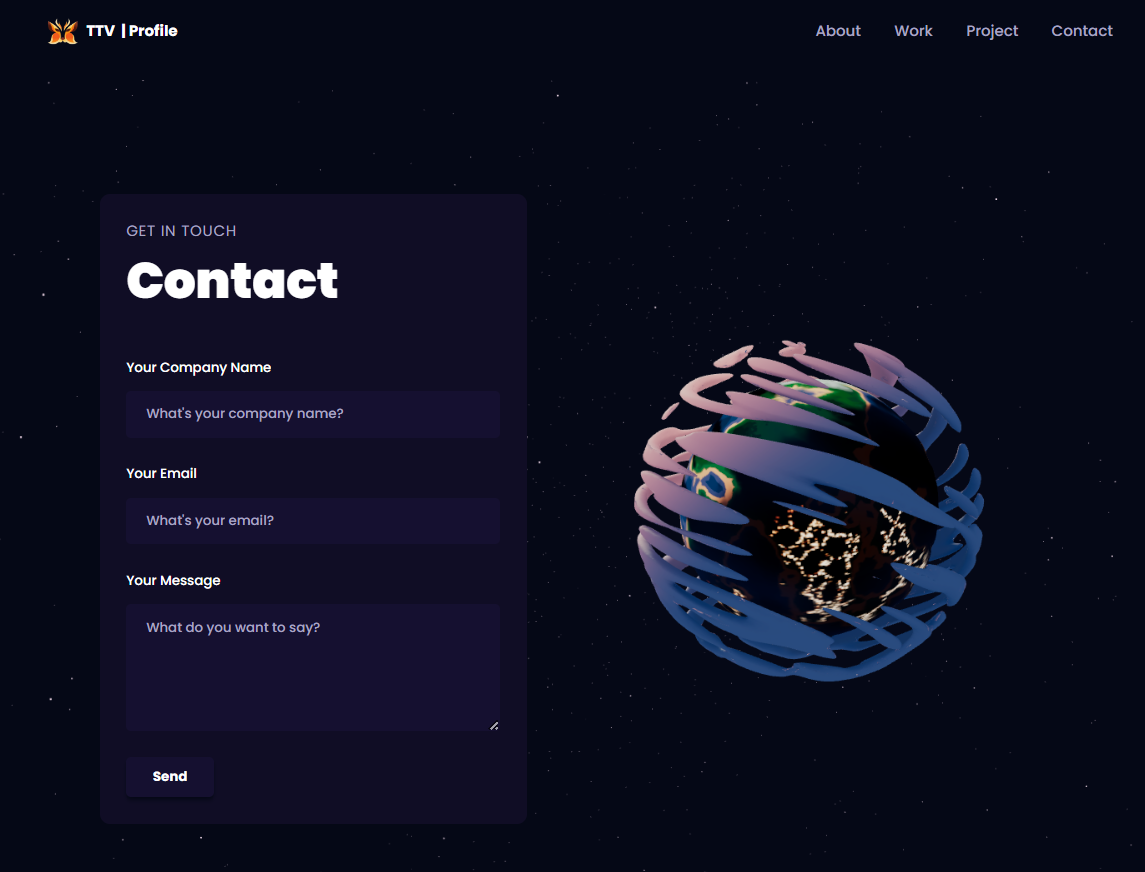 TTV | Profile
About
Work
Project
Contact
GET IN TOUCH
Contact
Your Company Name
What's your company name?
Your Email
What's your email?
Your Message
What do you want to say?
Send